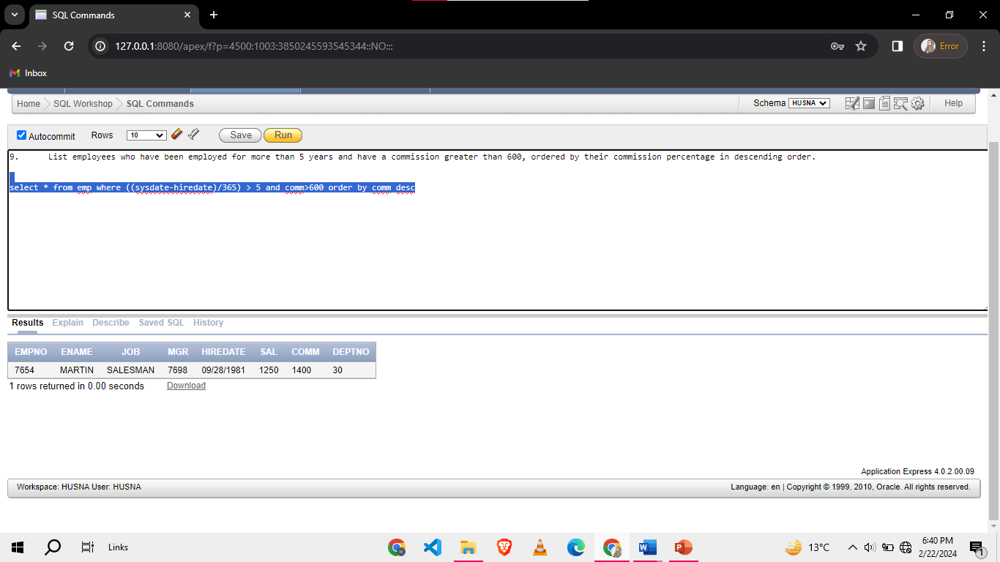 SQL Commands
127.0.0.1:8080/apex/f?p=4500:1003:3850245593545344::NO:::
Error
Inbox
Home SQL Workshop SQL Commands Schema HUSNA Help
Autocommit Rows 10 Save Run
9. List employees who have been employed for more than 5 years and have a commission greater than 600, ordered by their commission percentage in descending order.
select * from emp where ((sysdate-hiredate)/365) > 5 and comm>600 order by comm desc
Results Explain Describe Saved SQL History
EMPNO ENAME JOB MGR HIREDATE SAL COMM DEPTNO
7654 MARTIN SALESMAN 7698 09/28/1981 1250 1400 30
1 rows returned in 0.00 seconds Download
Application Express 4.0.2.00.09
Workspace: HUSNA User: HUSNA Language: en | Copyright © 1999, 2010, Oracle. All rights reserved.
Links 13°C 6:40 PM
2/22/2024 1